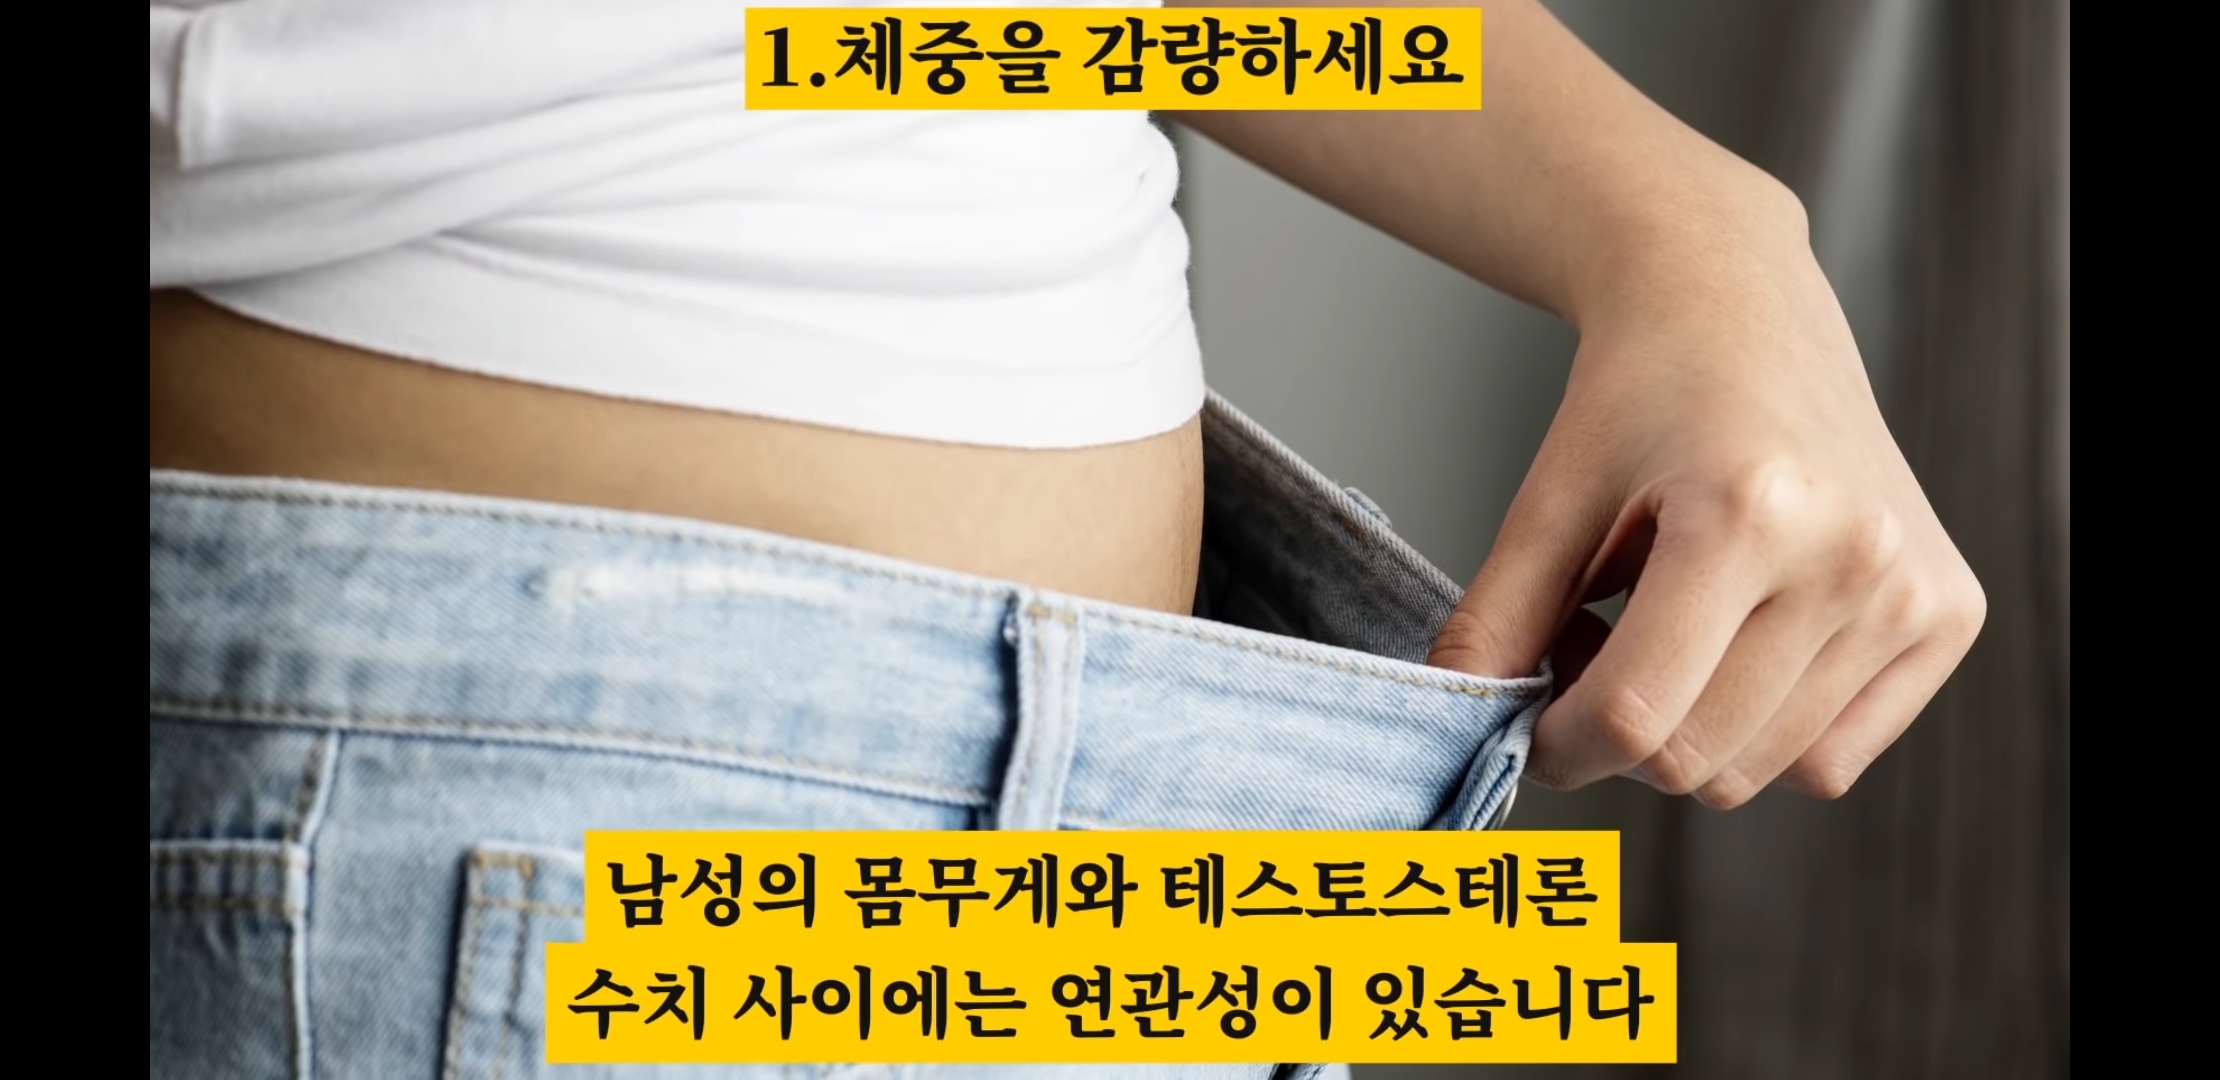 1.체중을 감량하세요
남성의 몸무게와 테스토스테론
수치 사이에는 연관성이 있습니다